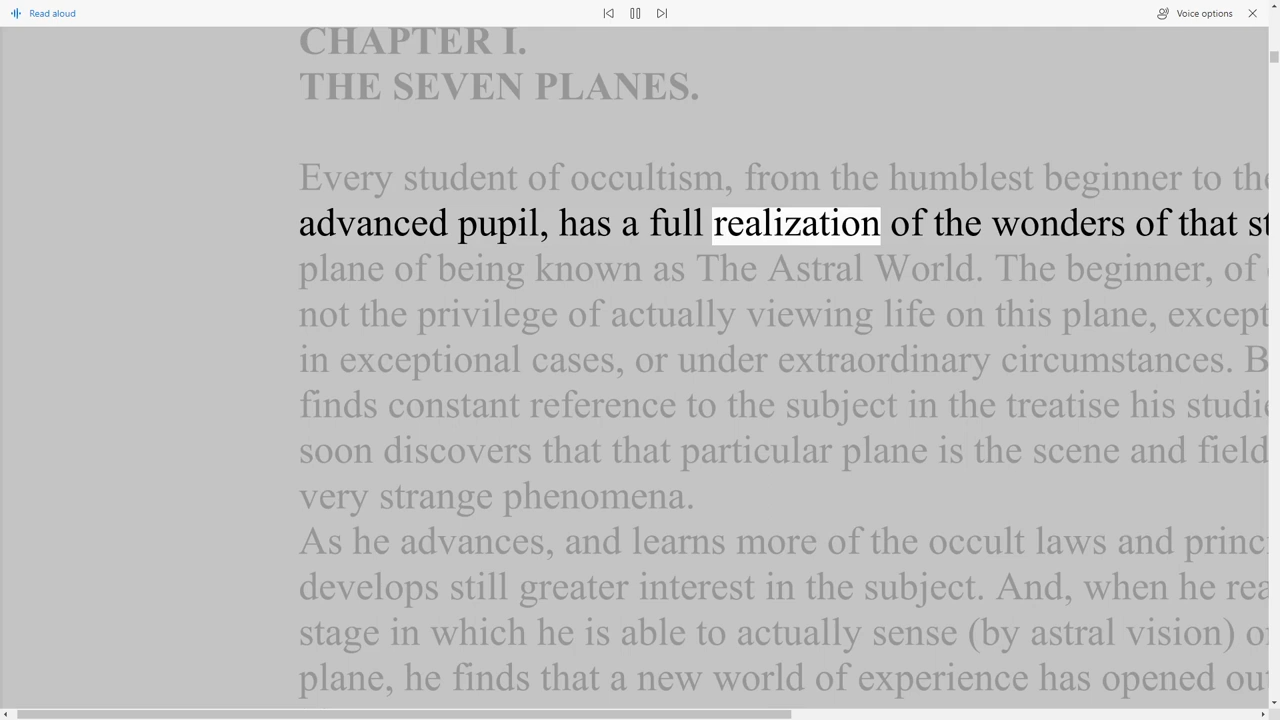 Read aloud
Voice options
CHAPTER I.
THE SEVEN PLANES.
Every student of occultism, from the humblest beginner to the
advanced pupil, has a full realization of the wonders of that
plane of being known as The Astral World. The beginner, of
not the privilege of actually viewing life on this plane, except
in exceptional cases, or under extraordinary circumstances.
finds constant reference to the subject in the treatise his
soon discovers that that particular plane is the scene and field
very strange phenomena.
As he advances, and learns more of the occult laws and
develops still greater interest in the subject. And, when he
stage in which he is able to actually sense (by astral vision)
plane, he finds that a new world of experience has opened